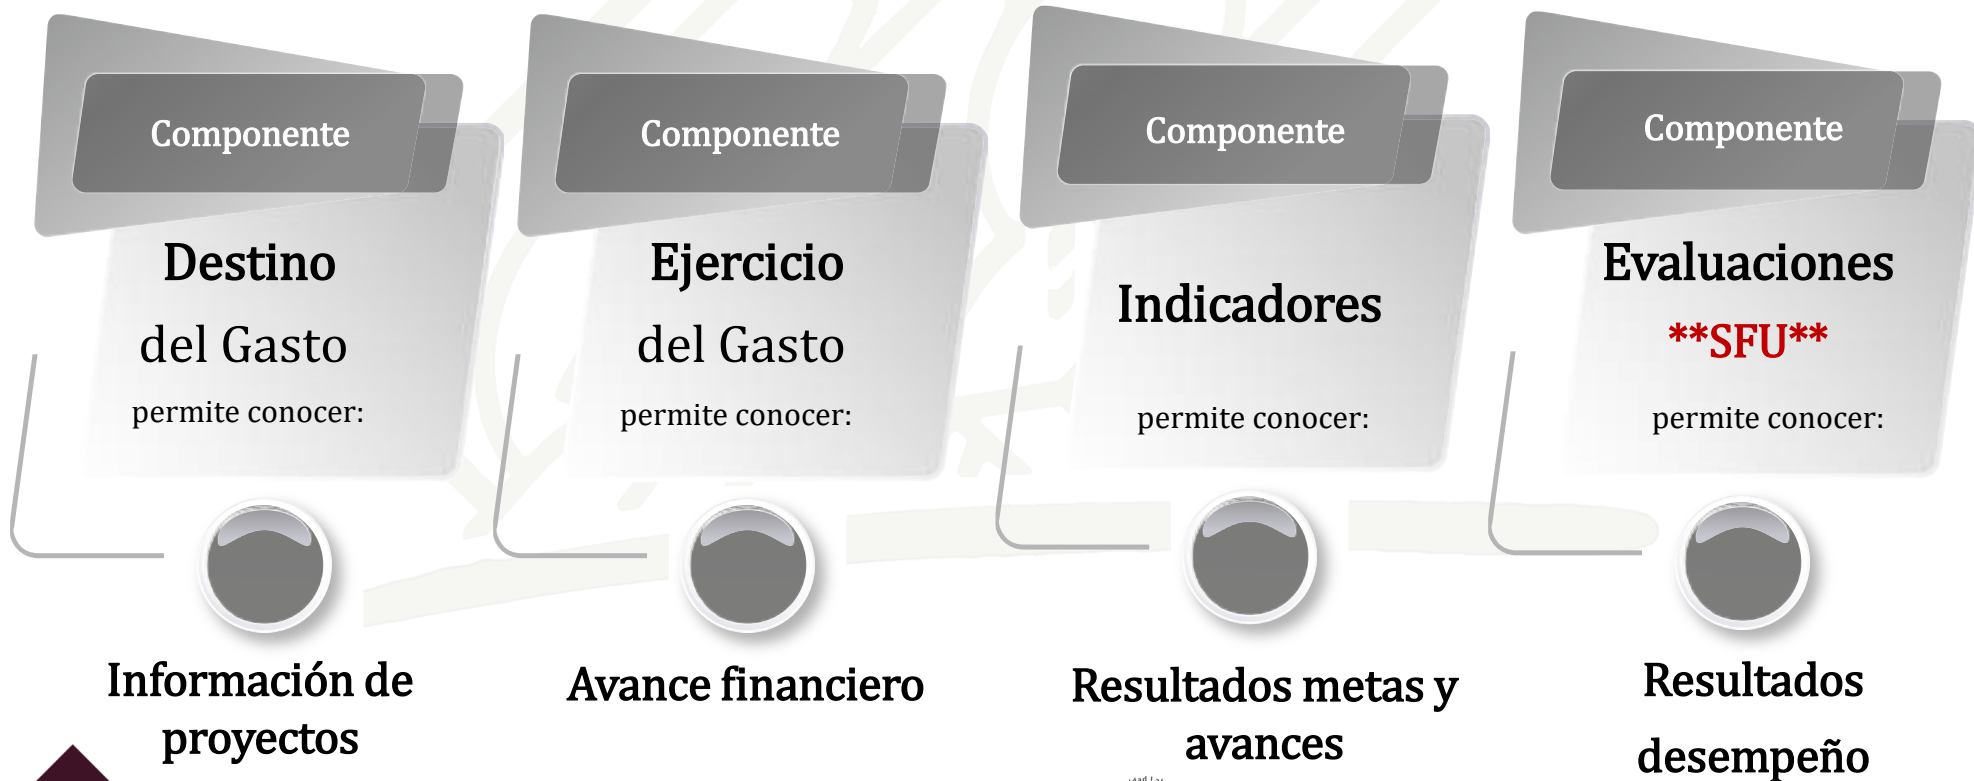 Componente
Destino
del Gasto
permite conocer:
Información de
proyectos
Componente
Ejercicio
del Gasto
permite conocer:
Avance financiero
Componente
Indicadores
permite conocer:
Resultados metas y
avances
Componente
Evaluaciones
**SFU**
permite conocer:
Resultados
desempeño